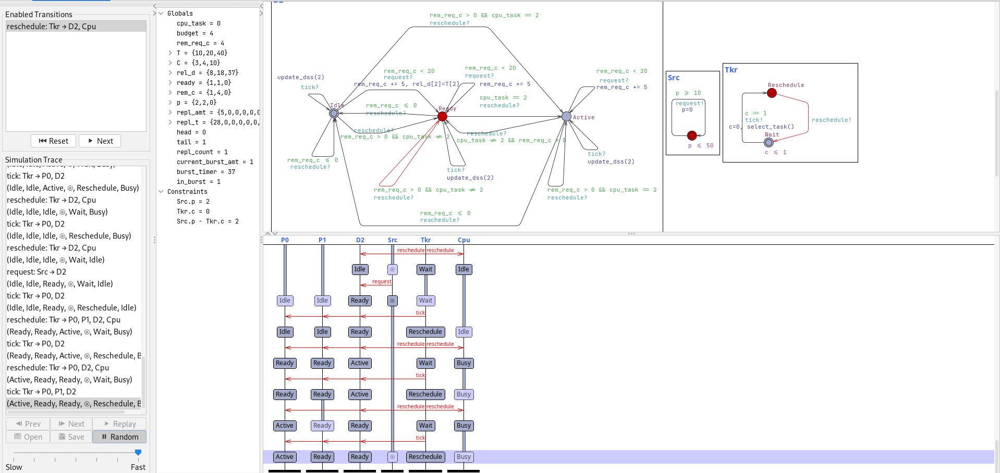 Enabled Transitions
reschedule: Tkr → D2, Cpu
Reset
Next
Simulation Trace
tick: Tkr → P0, D2
(Idle, Idle, Active, ◎, Reschedule, Busy)
reschedule: Tkr → D2, Cpu
(Idle, Idle, Idle, ◎, Wait, Busy)
tick: Tkr → P0, D2
(Idle, Idle, Idle, ◎, Reschedule, Busy)
reschedule: Tkr → D2, Cpu
(Idle, Idle, Idle, ◎, Wait, Idle)
request: Src → D2
(Idle, Idle, Ready, ◎, Wait, Idle)
tick: Tkr → P0, D2
(Idle, Idle, Ready, ◎, Reschedule, Idle)
reschedule: Tkr → P0, P1, D2, Cpu
(Ready, Ready, Active, ◎, Wait, Busy)
tick: Tkr → P0, D2
(Ready, Ready, Active, ◎, Reschedule, B
reschedule: Tkr → P0, D2, Cpu
(Active, Ready, Ready, ◎, Wait, Busy)
tick: Tkr → P0, P1, D2
(Active, Ready, Ready, ◎, Reschedule, B
Prev
Next
Replay
Open
Save
Random
Slow
Fast
Globals
cpu_task = 0
budget = 4
rem_req_c = 4
T = {10,20,40}
C = {3,4,10}
rel_d = {8,18,37}
ready = {1,1,0}
rem_c = {1,4,0}
p = {2,2,0}
repl_amt = {5,0,0,0,0,0
repl_t = {28,0,0,0,0,0,
head = 0
tail = 1
repl_count = 1
current_burst_amt = 1
burst_timer = 37
in_burst = 1
Constraints
Src.p = 2
Tkr.c = 0
Src.p - Tkr.c = 2
D2
rem_req_c > 0 && cpu_task == 2
reschedule?
update_dss(2)
tick?
rem_req_c < 20
request?
rem_req_c += 5, rel_d[2]=T[2]
rem_req_c < 20
request?
rem_req_c += 5
rem_req_c < 20
request?
rem_req_c += 5
cpu_task == 2
reschedule?
Idle
rem_req_c ≤ 0
reschedule?
Ready
Active
reschedule?
rem_req_c > 0 && cpu_task ≠ 2
reschedule?
cpu_task ≠ 2 && rem_req_c > 0
rem_req_c ≤ 0
reschedule?
tick?
update_dss(2)
tick?
update_dss(2)
rem_req_c > 0 && cpu_task ≠ 2
reschedule?
rem_req_c > 0 && cpu_task == 2
reschedule?
rem_req_c ≤ 0
reschedule?
Src
p ≥ 10
request!
p=0
p ≤ 50
Tkr
Reschedule
c == 1
tick!
c=0, select_task()
reschedule!
Wait
c ≤ 1
P0 P1 D2 Src Tkr Cpu
reschedule reschedule
Idle ◎ Wait Idle
request
Idle Idle Ready ◎ Wait
tick
Idle Idle Ready Reschedule Idle
reschedule reschedule
Ready Ready Active Wait Busy
tick
Ready Ready Active Reschedule Busy
reschedule reschedule
Active Ready Ready Wait Busy
tick
Active Ready Ready ◎ Reschedule Busy